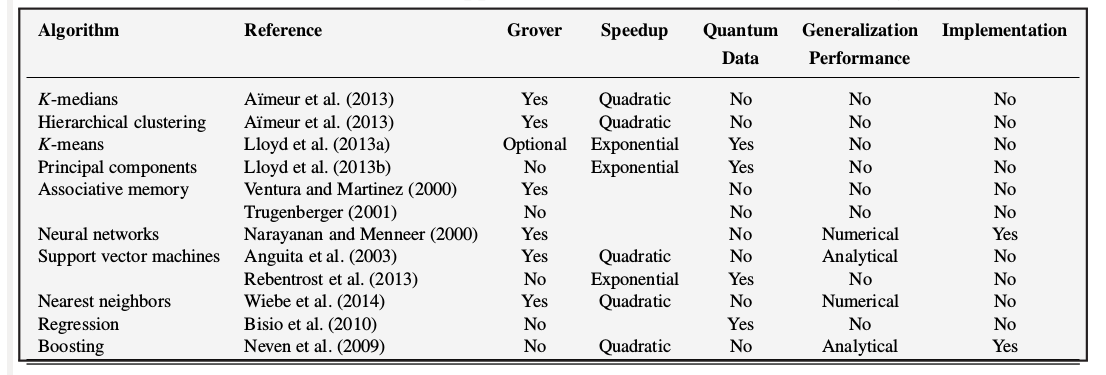 Algorithm Reference Grover Speedup Quantum Generalization Implementation
Data Performance
K-medians Aïmeur et al. (2013) Yes Quadratic No No No
Hierarchical clustering Aïmeur et al. (2013) Yes Quadratic No No No
K-means Lloyd et al. (2013a) Optional Exponential Yes No No
Principal components Lloyd et al. (2013b) No Exponential Yes No No
Associative memory Ventura and Martinez (2000) Yes No No No
Trugenberger (2001) No No No No
Neural networks Narayanan and Menneer (2000) Yes No Numerical Yes
Support vector machines Anguita et al. (2003) Yes Quadratic No Analytical No
Rebentrost et al. (2013) No Exponential Yes No No
Nearest neighbors Wiebe et al. (2014) Yes Quadratic No Numerical No
Regression Bisio et al. (2010) No Yes No No
Boosting Neven et al. (2009) No Quadratic No Analytical Yes